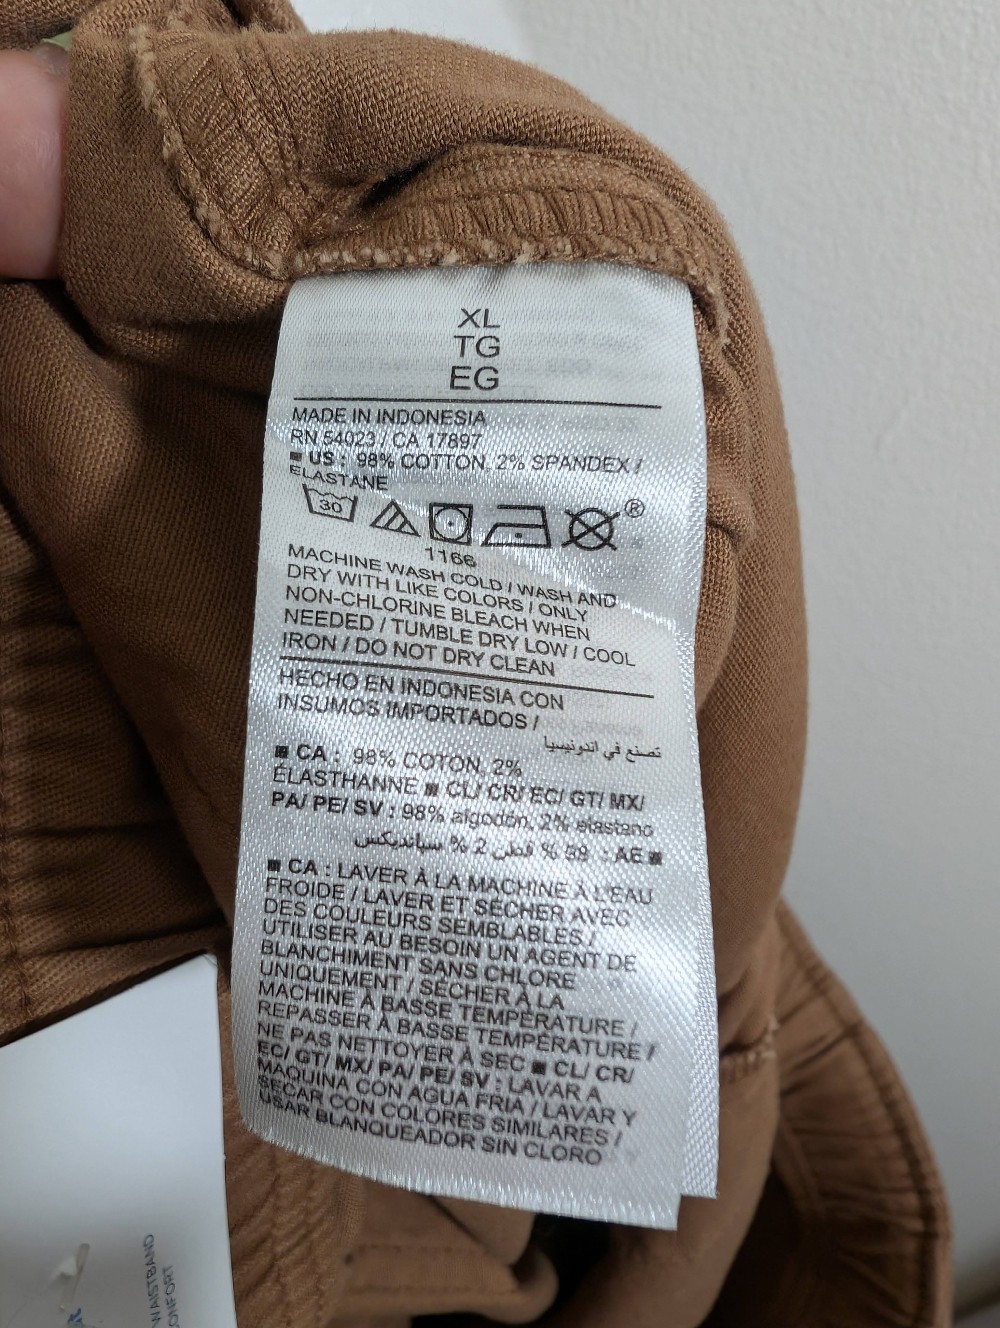 XL
TG
EG
MADE IN INDONESIA
RN 54023 / CA 17897
■ US : 98% COTTON, 2% SPANDEX /
ELASTANE
30
®
1166
MACHINE WASH COLD / WASH AND
DRY WITH LIKE COLORS / ONLY
NON-CHLORINE BLEACH WHEN
NEEDED / TUMBLE DRY LOW / COOL
IRON / DO NOT DRY CLEAN
HECHO EN INDONESIA CON
INSUMOS IMPORTADOS /
تصنع في اندونيسيا
■ CA : 98% COTON, 2%
ÉLASTHANNE ■ CL/ CR/ EC/ GT/ MX/
PA/ PE/ SV : 98% algodón, 2% elastano
■ AE : 98 % قطن 2 % سباندیکس
■ CA : LAVER À LA MACHINE À L'EAU
FROIDE / LAVER ET SÉCHER AVEC
DES COULEURS SEMBLABLES /
UTILISER AU BESOIN UN AGENT DE
BLANCHIMENT SANS CHLORE
UNIQUEMENT / SÉCHER À LA
MACHINE À BASSE TEMPÉRATURE /
REPASSER À BASSE TEMPÉRATURE /
NE PAS NETTOYER À SEC ■ CL/ CR/
EC/ GT/ MX/ PA/ PE/ SV : LAVAR A
MAQUINA CON AGUA FRIA / LAVAR Y
SECAR CON COLORES SIMILARES /
USAR BLANQUEADOR SIN CLORO
WAISTBAND